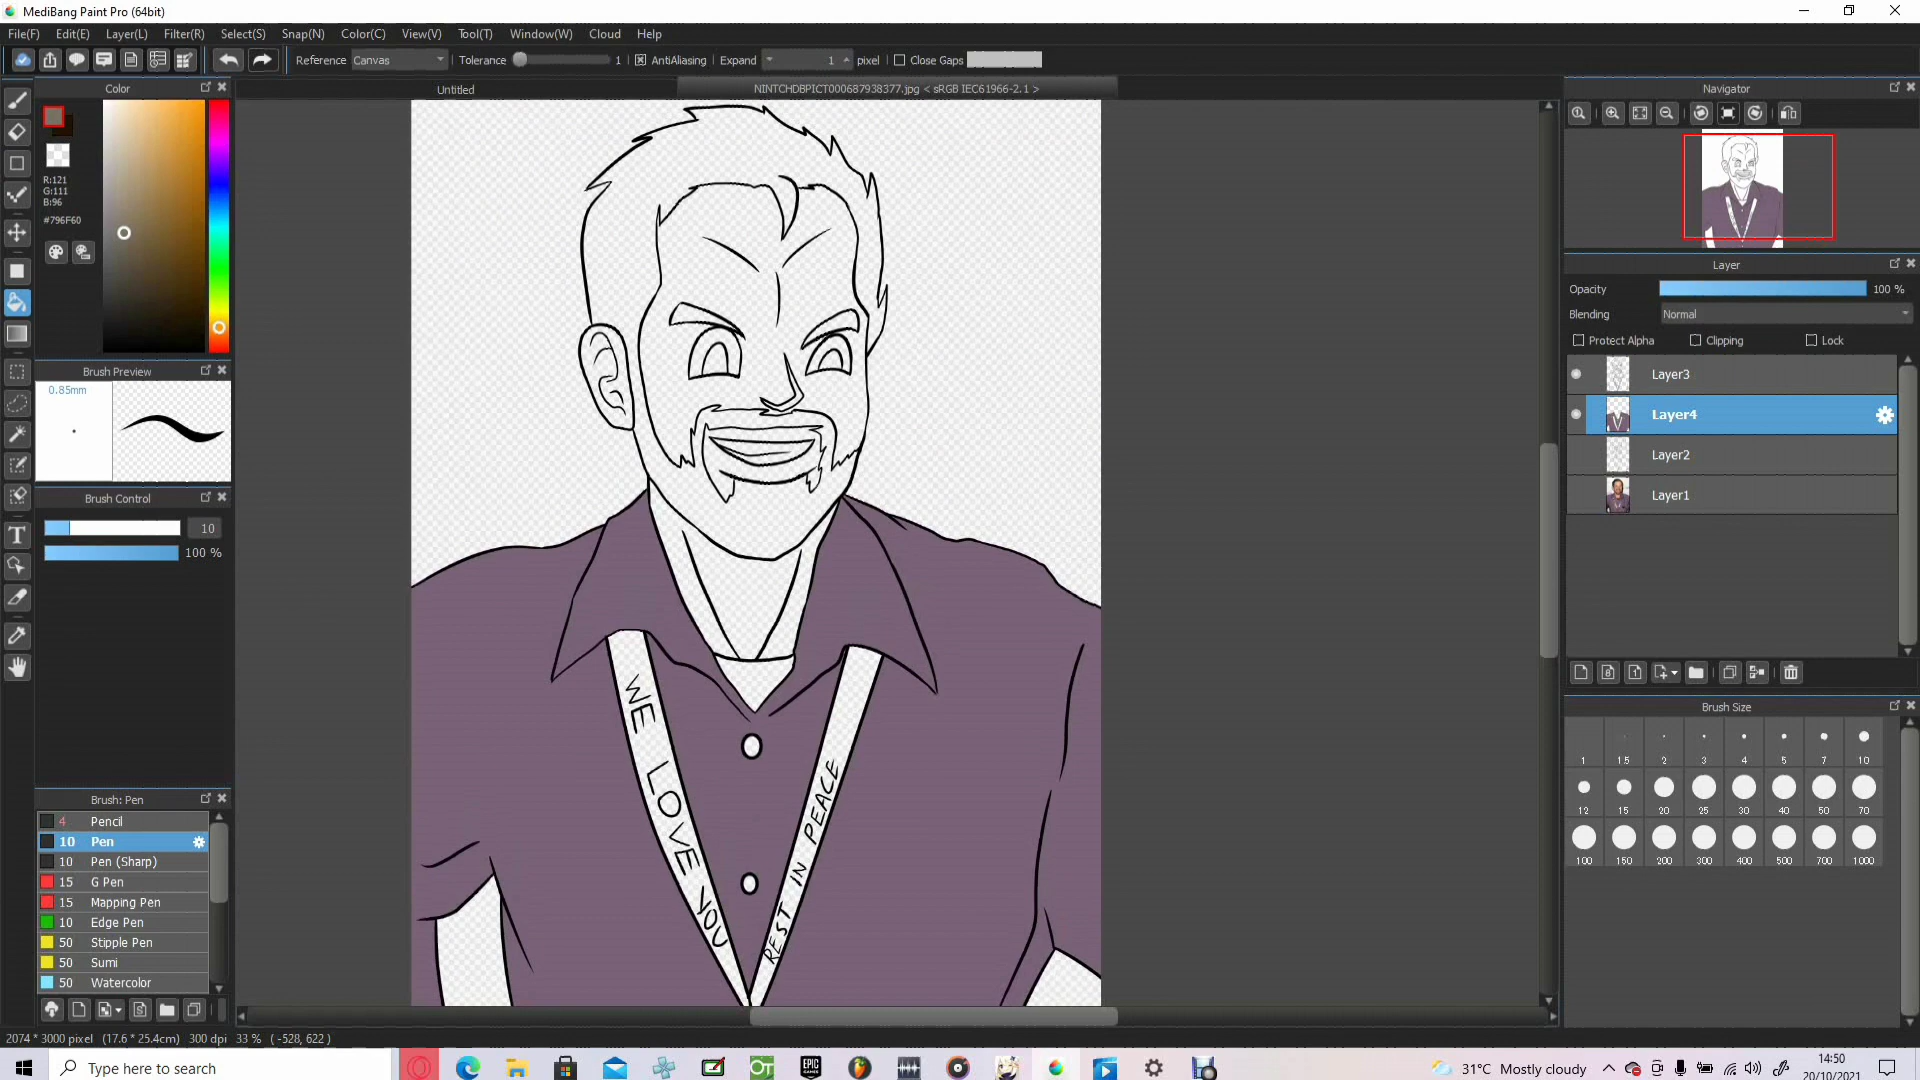 MediBang Paint Pro (64bit)
File(F) Edit(E) Layer(L) Filter(R) Select(S) Snap(N) Color(C) View(V) Tool(T) Window(W) Cloud Help
Reference Canvas Tolerance 1 AntiAliasing Expand 1 pixel Close Gaps
Color
Untitled
NINTCHDBPICT000687938377.jpg < sRGB IEC61966-2.1 >
Navigator
R:121
G:111
B:96
#796F60
Layer
Opacity 100 %
Blending Normal
Protect Alpha Clipping Lock
Layer3
Layer4
Layer2
Layer1
Brush Preview
0.85mm
Brush Control
10
100 %
WE LOVE YOU
REST IN PEACE
Brush Size
1 1.5 2 3 4 5 7 10
12 15 20 25 30 40 50 70
100 150 200 300 400 500 700 1000
Brush: Pen
4 Pencil
10 Pen
10 Pen (Sharp)
15 G Pen
15 Mapping Pen
10 Edge Pen
50 Stipple Pen
50 Sumi
50 Watercolor
2074 * 3000 pixel (17.6 * 25.4cm) 300 dpi 33 % ( -528, 622 )
Type here to search
OT
EPIC GAMES
31°C Mostly cloudy
14:50
20/10/2021